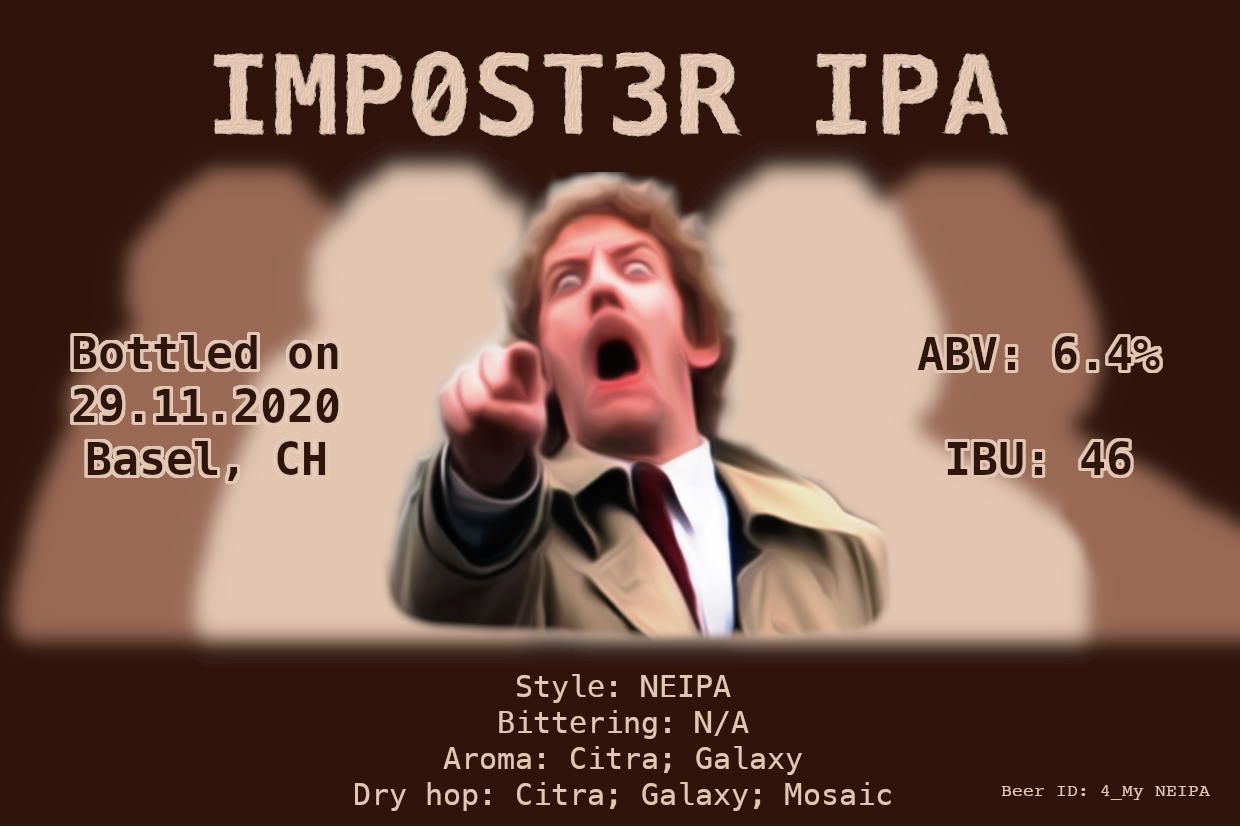 IMP0ST3R IPA
Bottled on
29.11.2020
Basel, CH
ABV: 6.4%
IBU: 46
Style: NEIPA
Bittering: N/A
Aroma: Citra; Galaxy
Dry hop: Citra; Galaxy; Mosaic
Beer ID: 4_My NEIPA